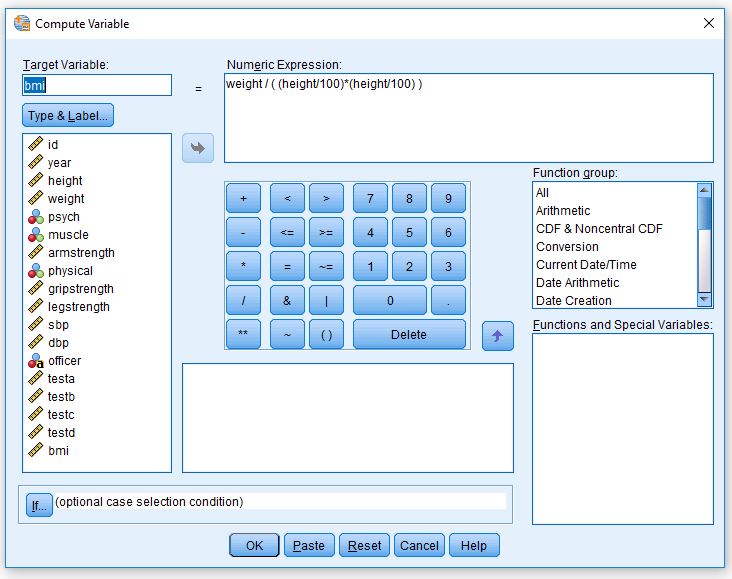 Compute Variable
Target Variable:
bmi
=
Numeric Expression:
weight / ( (height/100)*(height/100) )
Type & Label...
id
year
height
weight
psych
muscle
armstrength
physical
gripstrength
legstrength
sbp
dbp
officer
testa
testb
testc
testd
bmi
+ < > 7 8 9
- <= >= 4 5 6
* = ~= 1 2 3
/ & | 0 .
** ~ ( ) Delete
Function group:
All
Arithmetic
CDF & Noncentral CDF
Conversion
Current Date/Time
Date Arithmetic
Date Creation
Functions and Special Variables:
If... (optional case selection condition)
OK Paste Reset Cancel Help